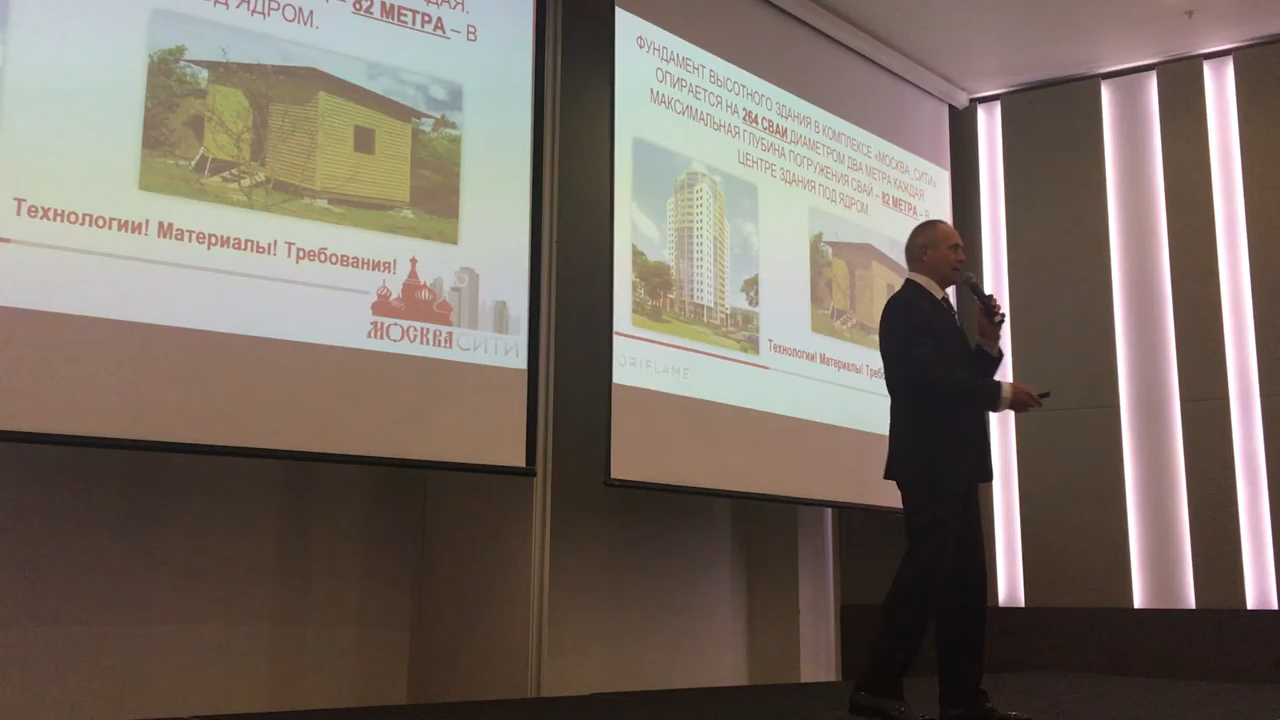 82 МЕТРА – В
ЯДРОМ.
Технологии! Материалы! Требования!
МОСКВА СИТИ
ФУНДАМЕНТ ВЫСОТНОГО ЗДАНИЯ В КОМПЛЕКСЕ «МОСКВА_СИТИ»
ОПИРАЕТСЯ НА 264 СВАИ ДИАМЕТРОМ ДВА МЕТРА КАЖДАЯ.
МАКСИМАЛЬНАЯ ГЛУБИНА ПОГРУЖЕНИЯ СВАЙ – 82 МЕТРА – В
ЦЕНТРЕ ЗДАНИЯ ПОД ЯДРОМ.
Технологии! Материалы! Требо
ORIFLAME